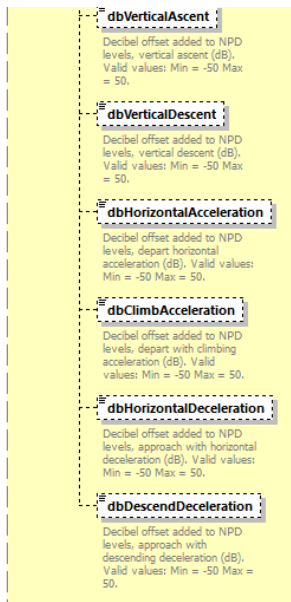 dbVerticalAscent
Decibel offset added to NPD
levels, vertical ascent (dB).
Valid values: Min = -50 Max
= 50.
dbVerticalDescent
Decibel offset added to NPD
levels, vertical descent (dB).
Valid values: Min = -50 Max
= 50.
dbHorizontalAcceleration
Decibel offset added to NPD
levels, depart horizontal
acceleration (dB). Valid values:
Min = -50 Max = 50.
dbClimbAcceleration
Decibel offset added to NPD
levels, depart with climbing
acceleration (dB). Valid
values: Min = -50 Max = 50.
dbHorizontalDeceleration
Decibel offset added to NPD
levels, approach with horizontal
deceleration (dB). Valid values:
Min = -50 Max = 50.
dbDescendDeceleration
Decibel offset added to NPD
levels, approach with
descending deceleration (dB).
Valid values: Min = -50 Max =
50.